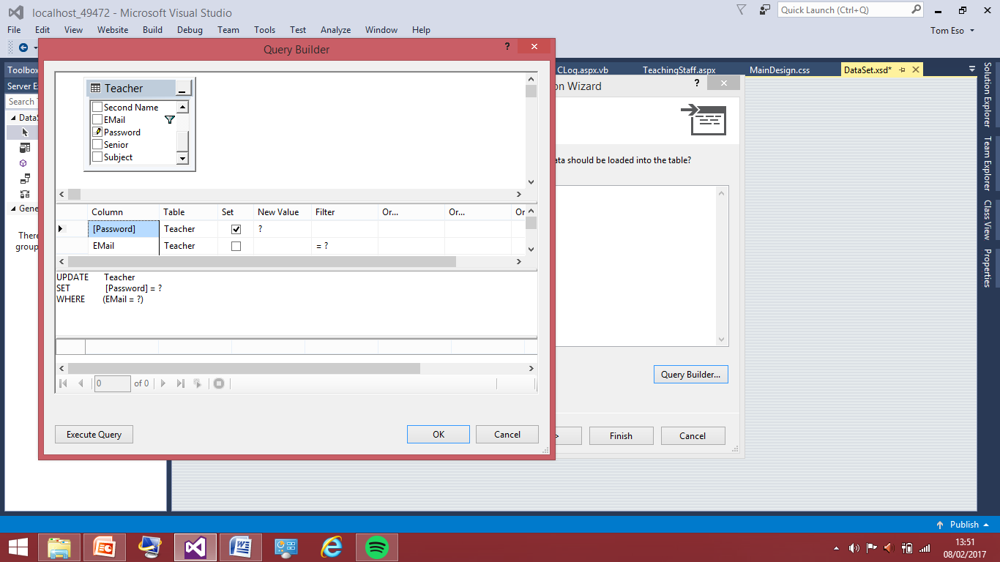 localhost_49472 - Microsoft Visual Studio
Quick Launch (Ctrl+Q)
File Edit View Website Build Debug Team Tools Test Analyze Window Help
Tom Eso
Query Builder
?
Toolbox
CLog.aspx.vb TeachingStaff.aspx MainDesign.css DataSet.xsd*
Server Ex
on Wizard
?
Search
DataS
Gene
There
group
Teacher
Second Name
EMail
Password
Senior
Subject
ata should be loaded into the table?
Column Table Set New Value Filter Or... Or... Or
[Password] Teacher ?
EMail Teacher = ?
UPDATE Teacher
SET [Password] = ?
WHERE (EMail = ?)
0 of 0
Query Builder...
Execute Query OK Cancel
> Finish Cancel
Solution Explorer
Team Explorer
Class View
Properties
Publish
13:51
08/02/2017